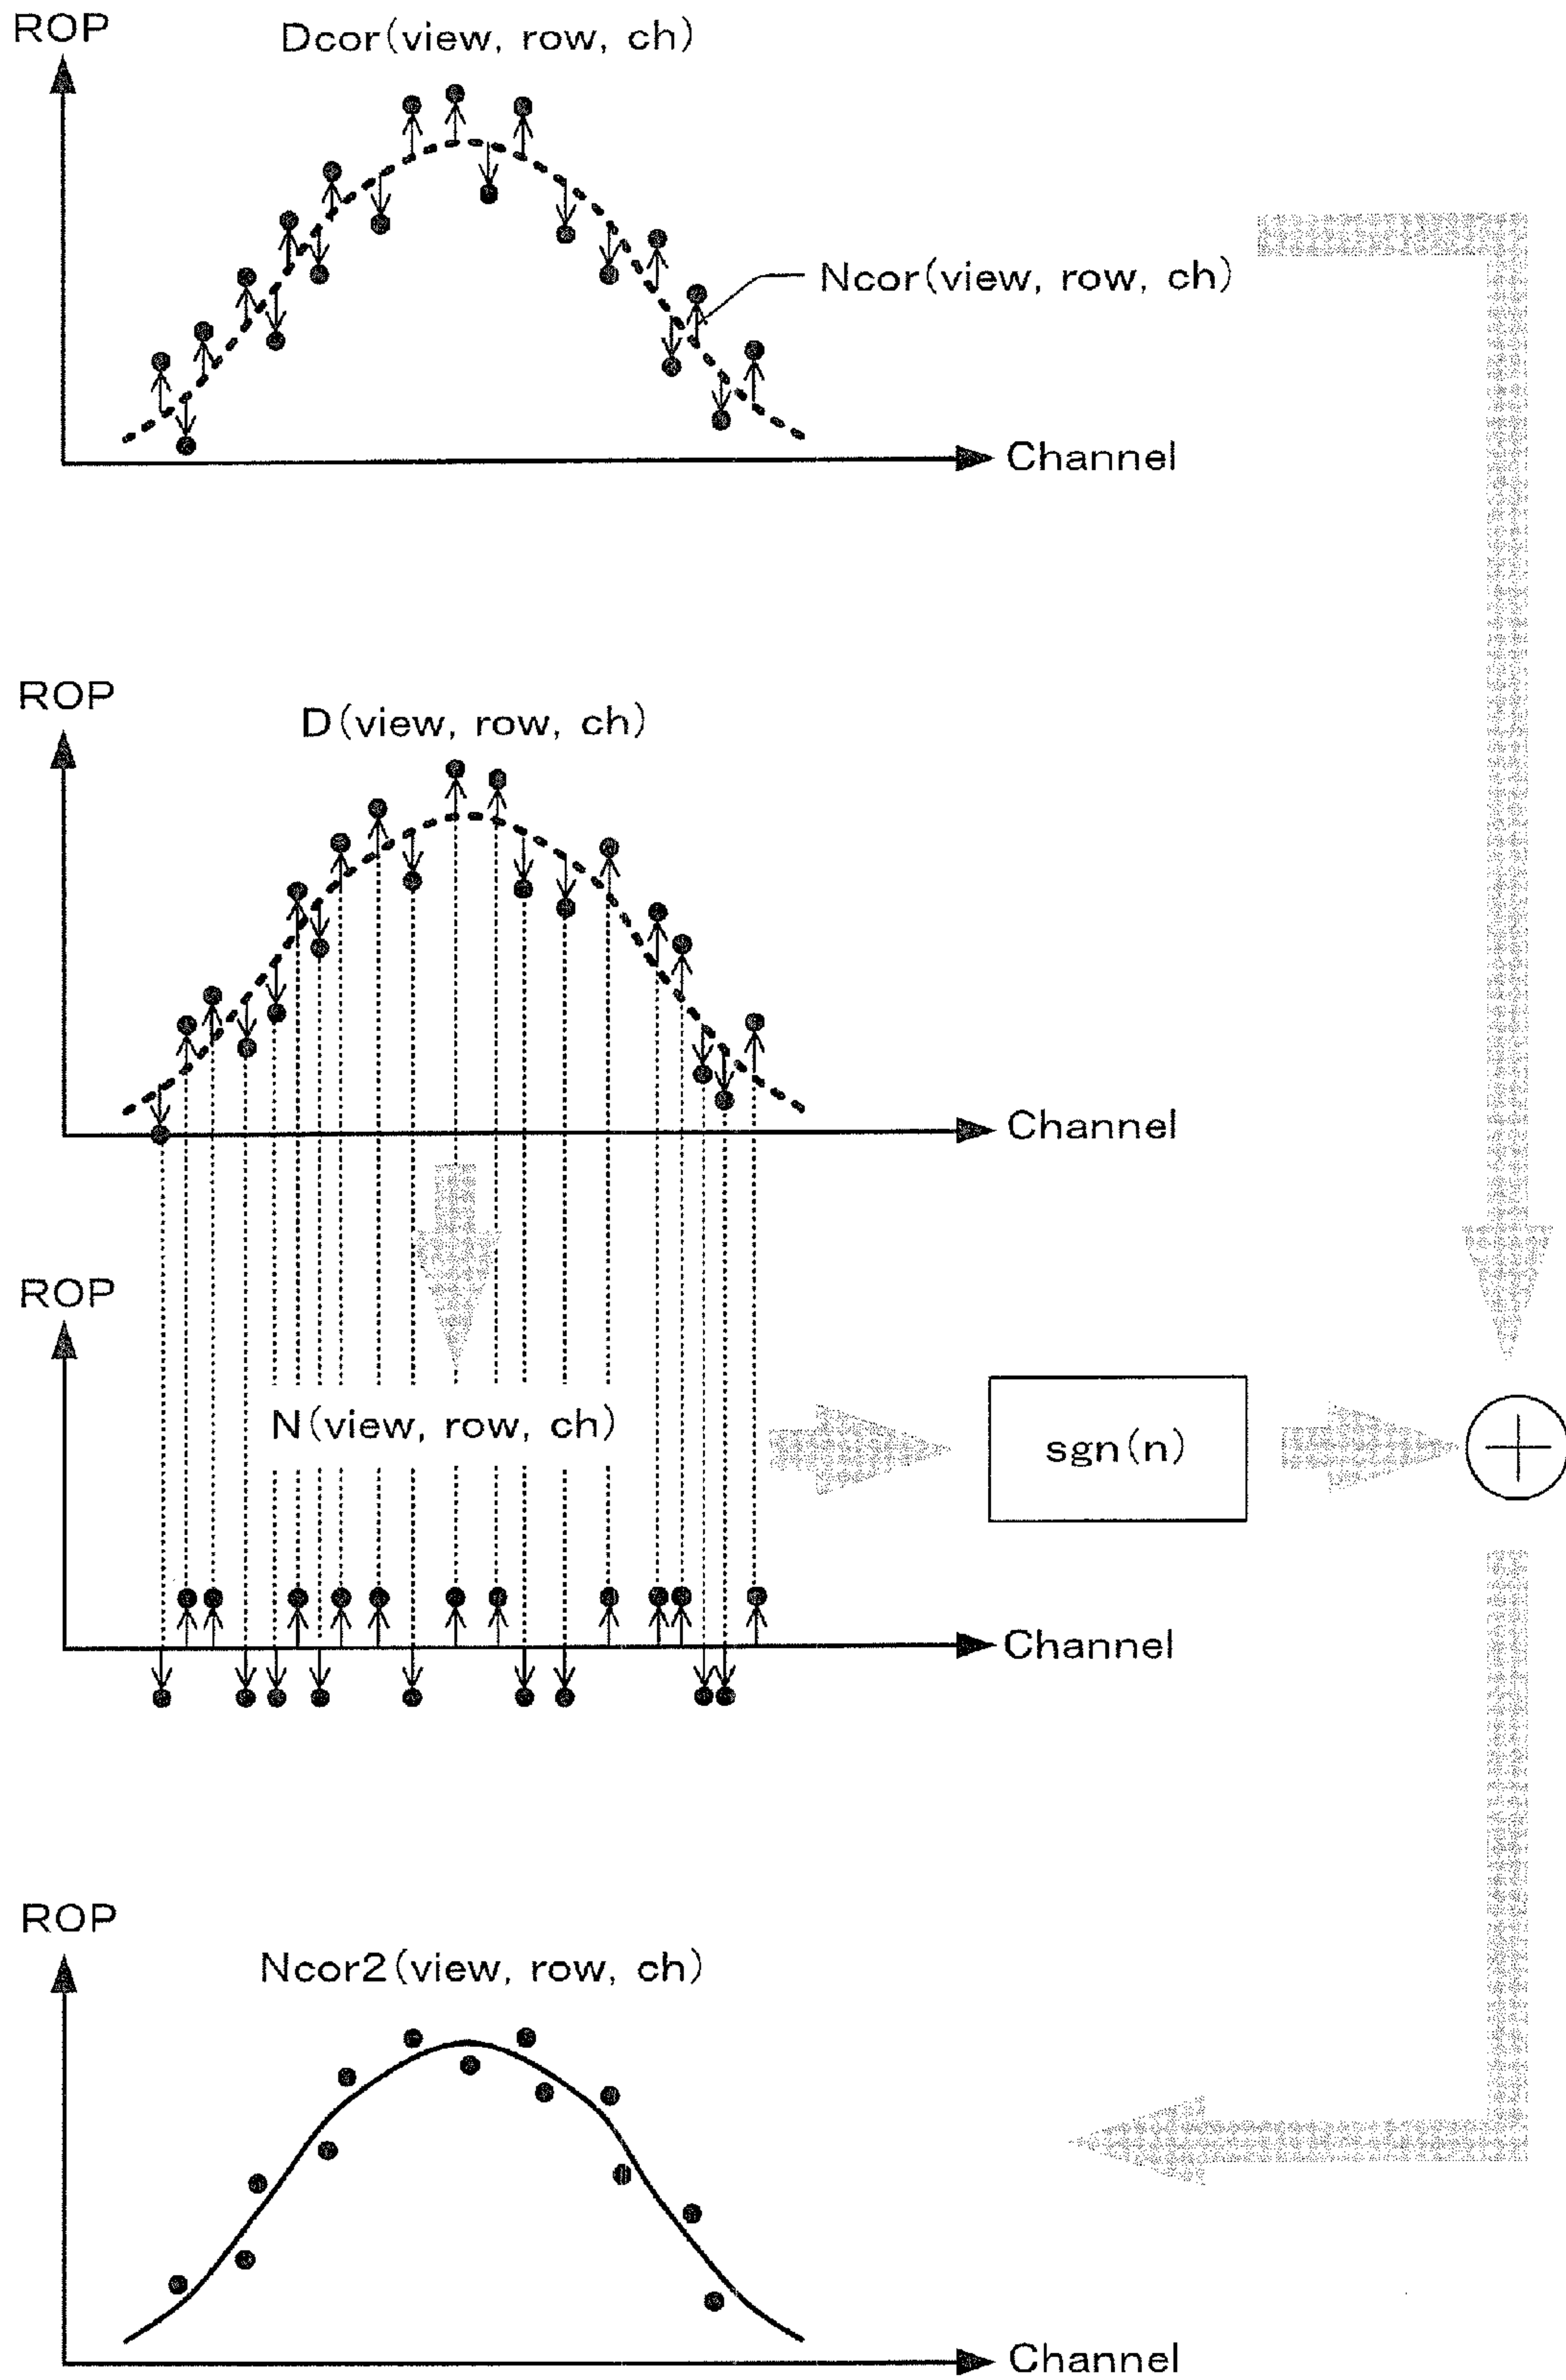 ROP
Dcor(view, row, ch)
Ncor(view, row, ch)
Channel
ROP
D(view, row, ch)
Channel
ROP
N(view, row, ch)
sgn(n)
Channel
ROP
Ncor2(view, row, ch)
Channel